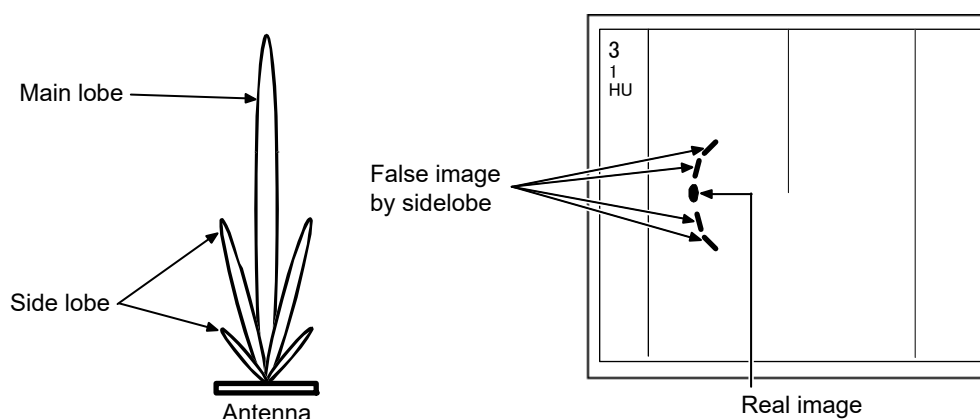 Main lobe
Side lobe
Antenna
3
1
HU
False image
by sidelobe
Real image